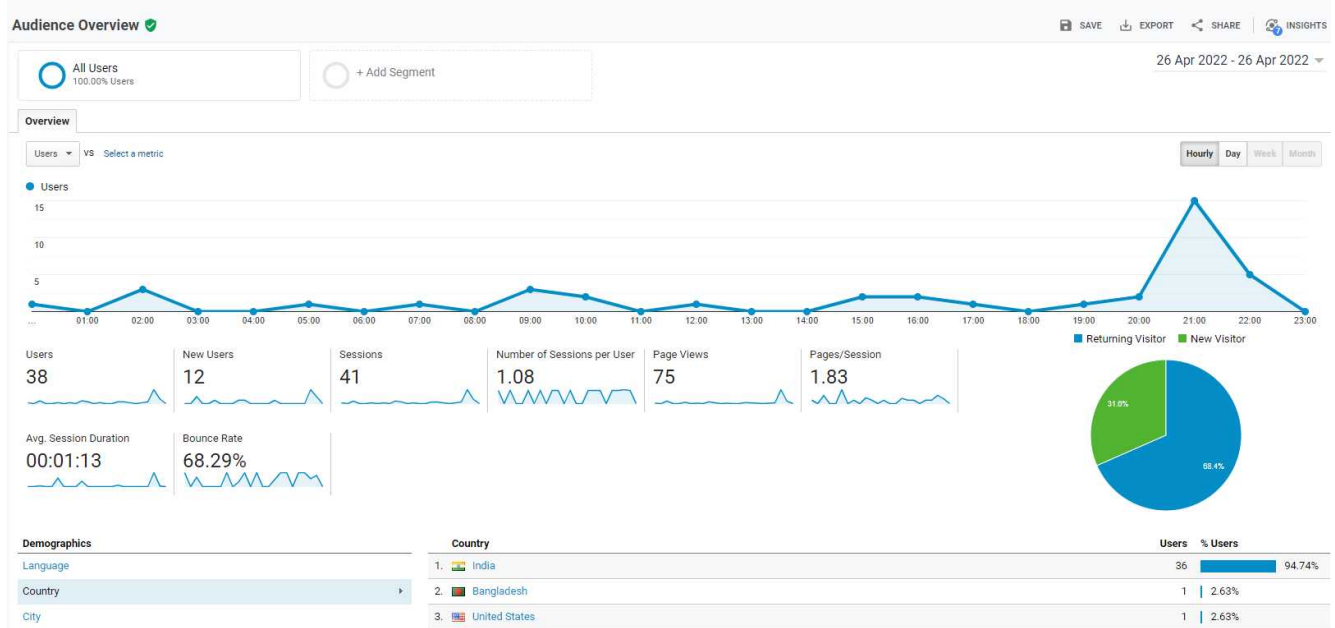 Audience Overview
SAVE EXPORT SHARE INSIGHTS
7
All Users
100.00% Users
+ Add Segment
26 Apr 2022 - 26 Apr 2022
Overview
Users VS Select a metric
Hourly Day Week Month
Users
15
10
5
... 01:00 02:00 03:00 04:00 05:00 06:00 07:00 08:00 09:00 10:00 11:00 12:00 13:00 14:00 15:00 16:00 17:00 18:00 19:00 20:00 21:00 22:00 23:00
Returning Visitor New Visitor
Users New Users Sessions Number of Sessions per User Page Views Pages/Session
38 12 41 1.08 75 1.83
31.6%
68.4%
Avg. Session Duration Bounce Rate
00:01:13 68.29%
Demographics Country Users % Users
Language 1. India 36 94.74%
Country 2. Bangladesh 1 2.63%
City 3. United States 1 2.63%